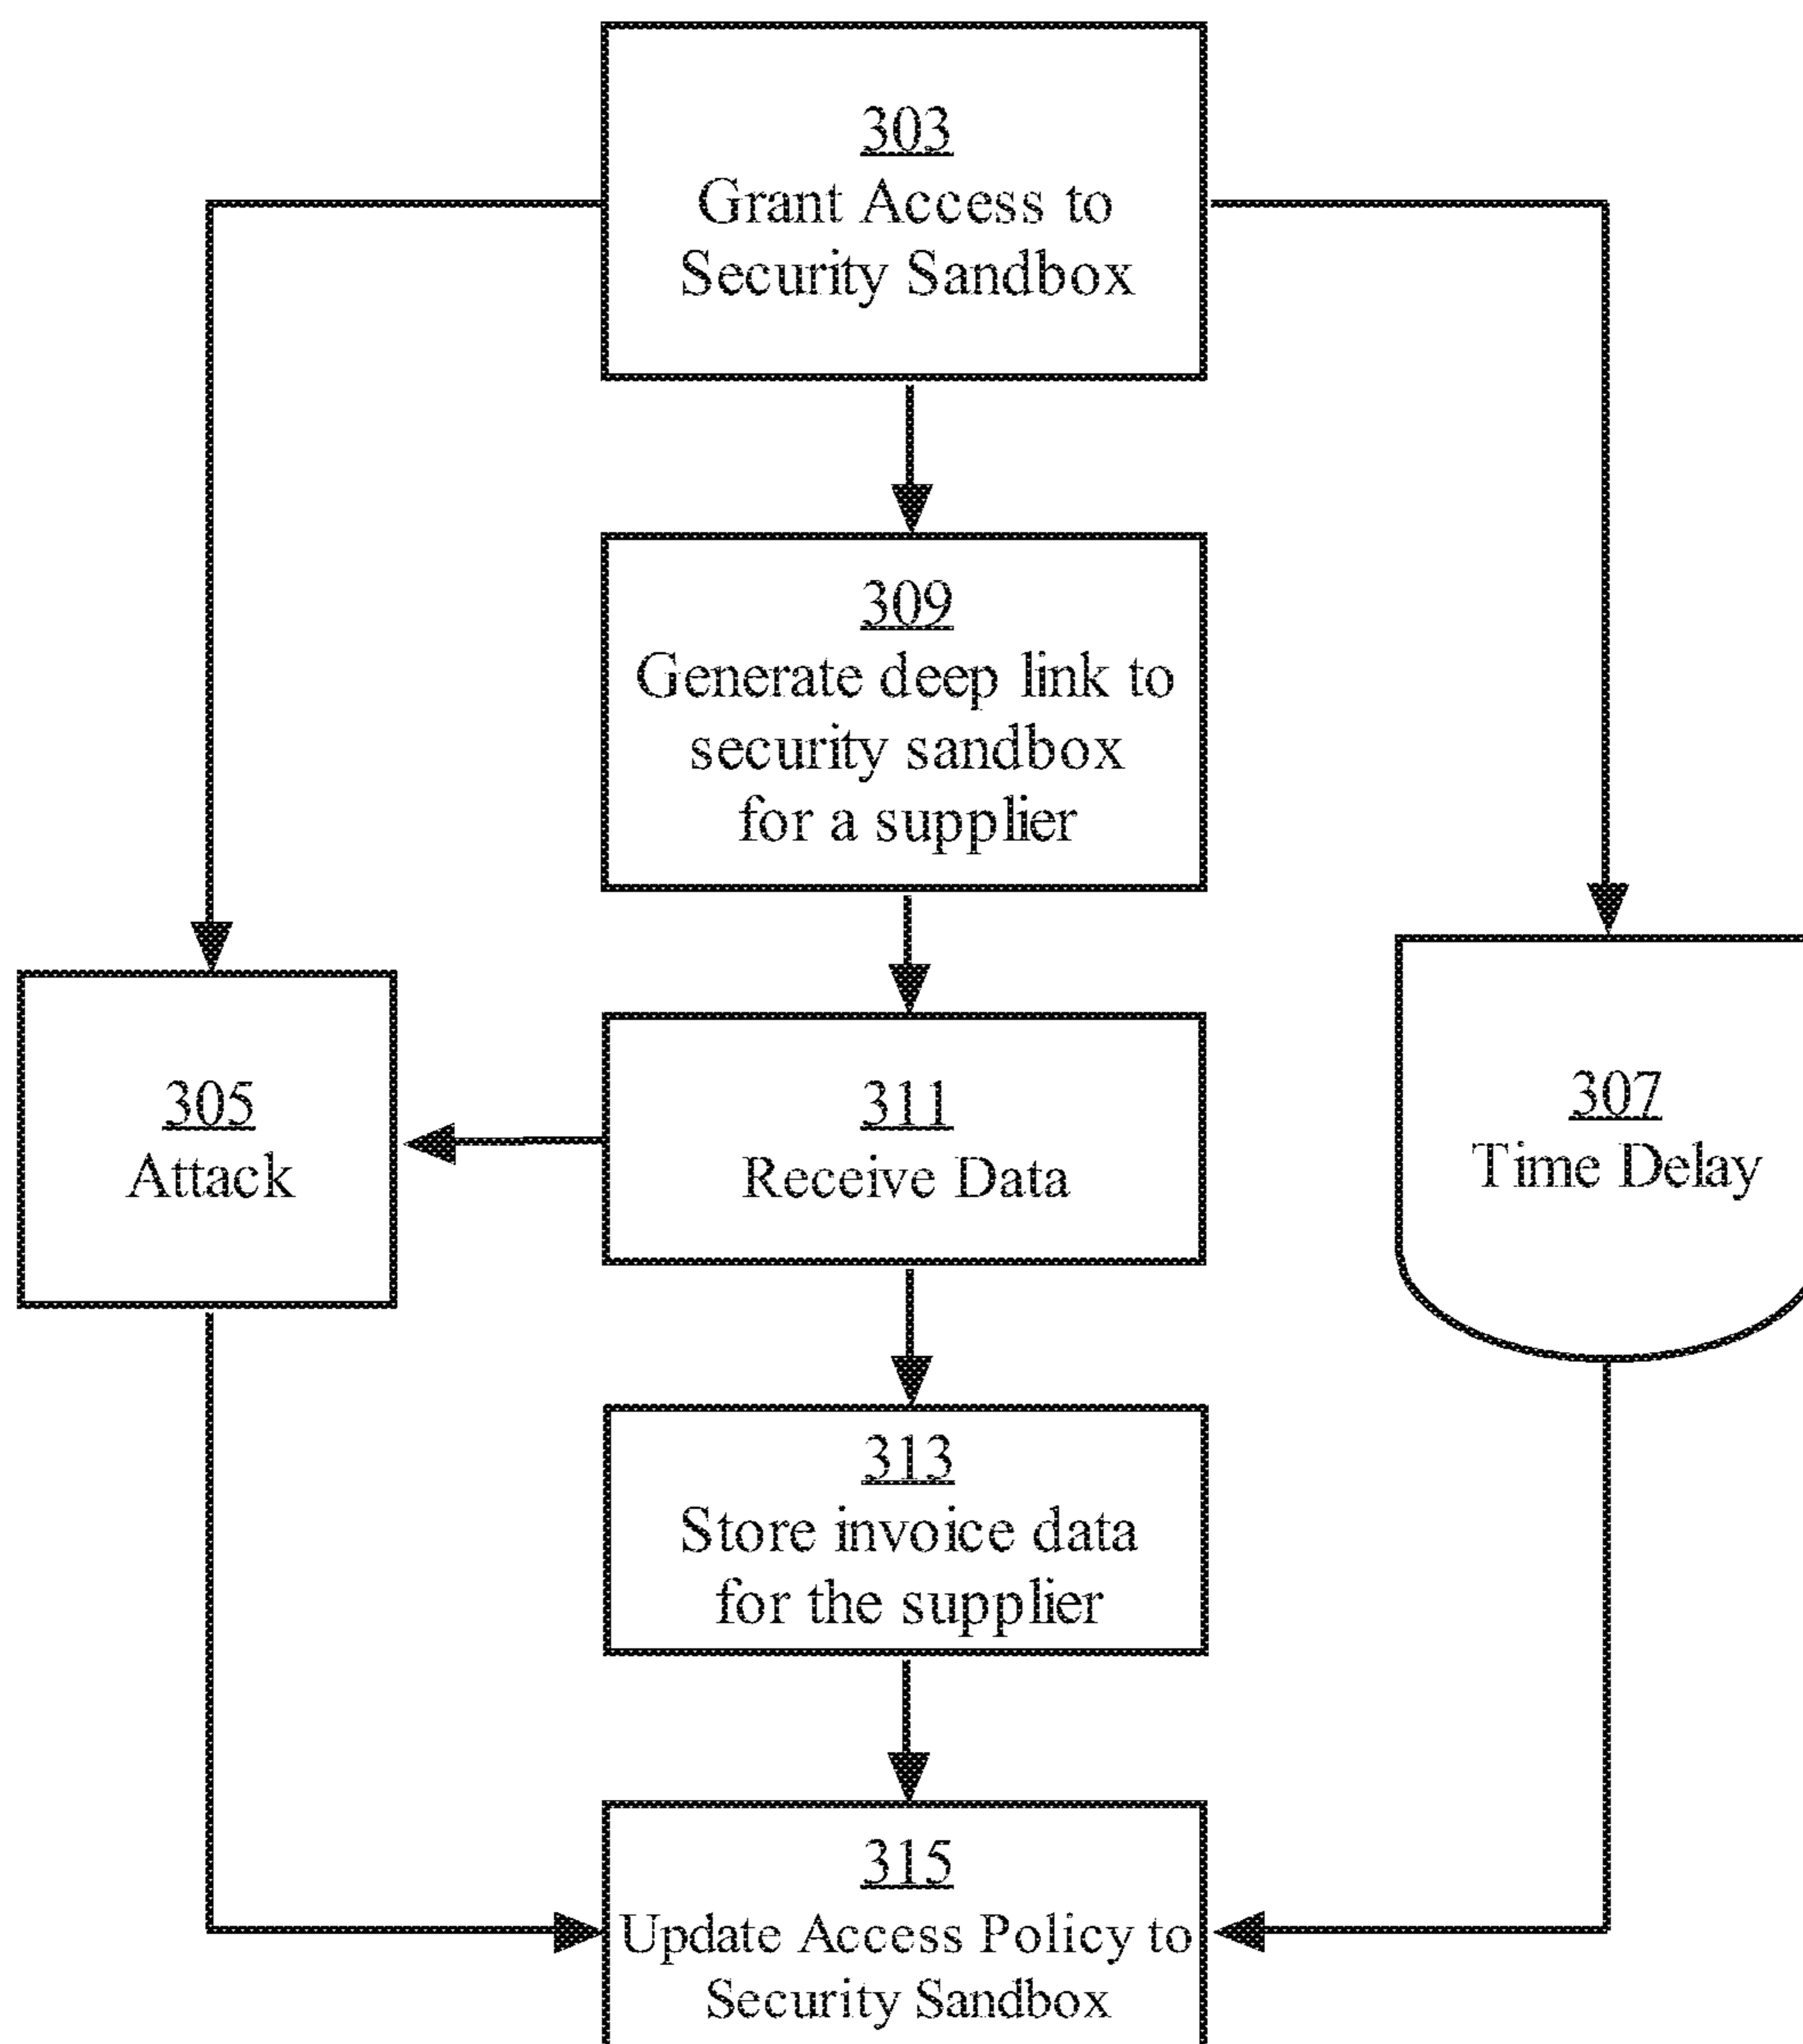 303
Grant Access to
Security Sandbox
309
Generate deep link to
security sandbox
for a supplier
305
Attack
311
Receive Data
307
Time Delay
313
Store invoice data
for the supplier
315
Update Access Policy to
Security Sandbox